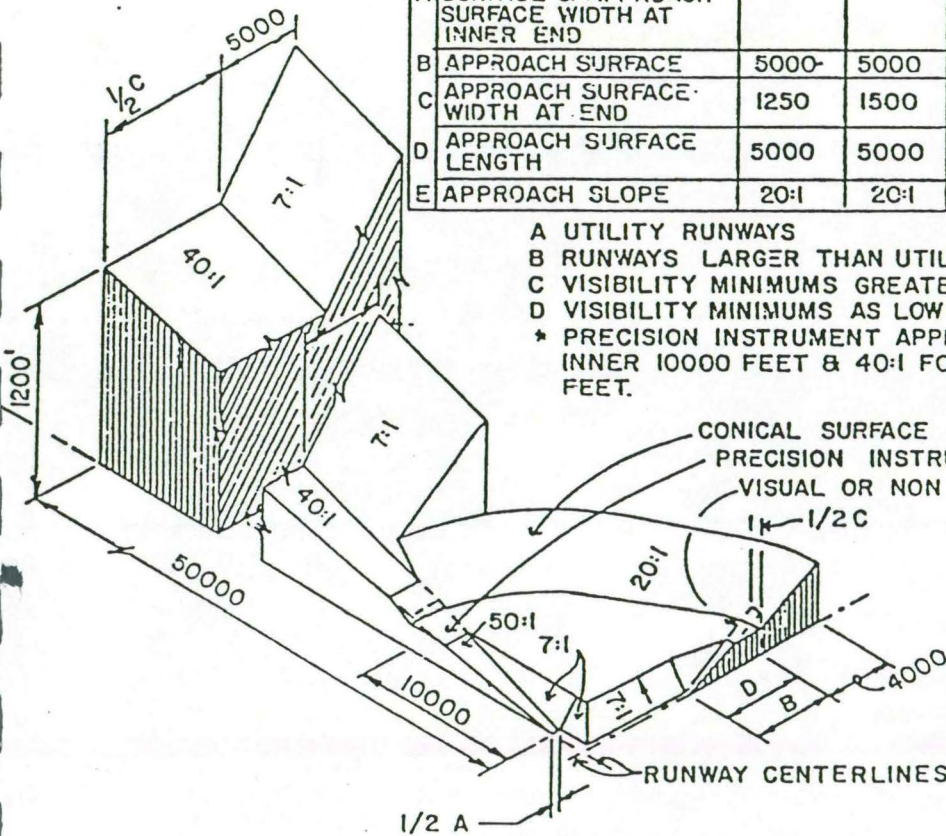 SURFACE WIDTH AT
INNER END
B APPROACH SURFACE 5000 5000
C APPROACH SURFACE WIDTH AT END 1250 1500
D APPROACH SURFACE LENGTH 5000 5000
E APPROACH SLOPE 20:1 20:1
A UTILITY RUNWAYS
B RUNWAYS LARGER THAN UTIL
C VISIBILITY MINIMUMS GREATE
D VISIBILITY MINIMUMS AS LOW
* PRECISION INSTRUMENT APP
INNER 10000 FEET & 40:1 FO
FEET.
5000
1/2 C
7:1
40:1
1200'
7:1
40:1
CONICAL SURFACE
PRECISION INSTR
VISUAL OR NON
1/2 C
20:1
50000
50:1
7:1
7:1
10000
D
B
4000
RUNWAY CENTERLINES
1/2 A